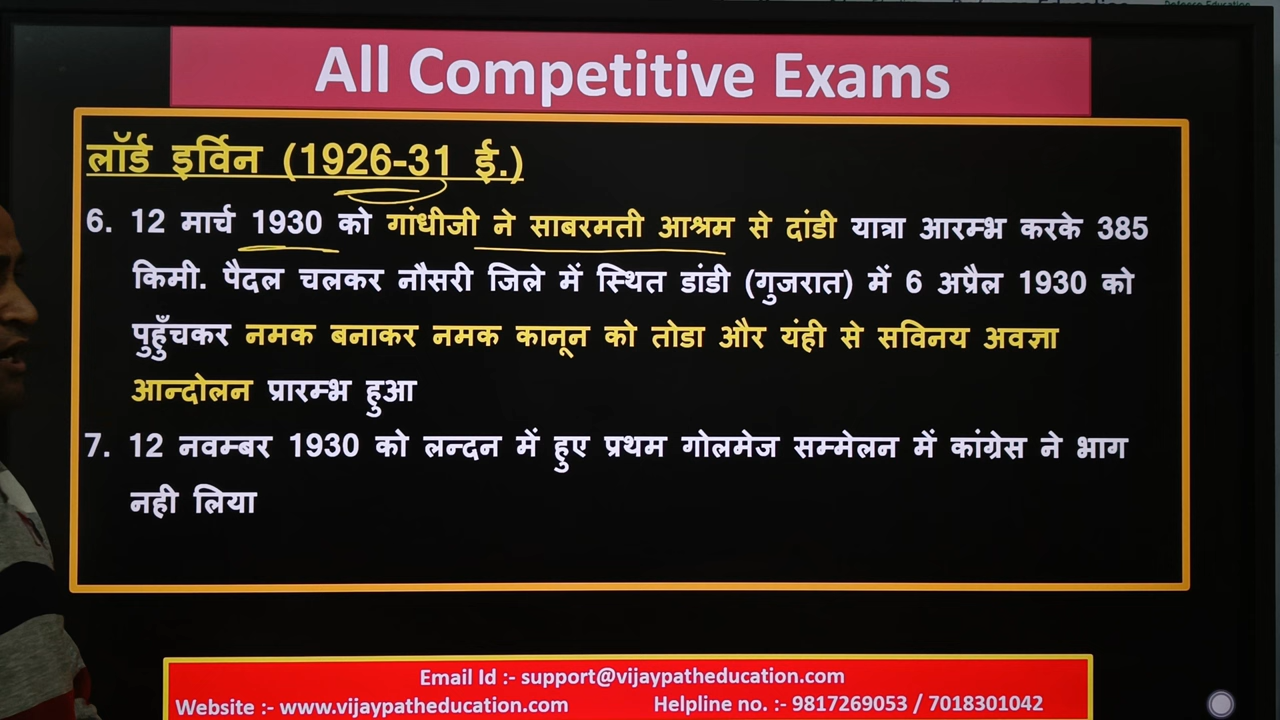 All Competitive Exams
लॉर्ड इर्विन (1926-31 ई.)
6. 12 मार्च 1930 को गांधीजी ने साबरमती आश्रम से दांडी यात्रा आरम्भ करके 385
किमी. पैदल चलकर नौसरी जिले में स्थित डांडी (गुजरात) में 6 अप्रैल 1930 को
पुहुँचकर नमक बनाकर नमक कानून को तोडा और यंही से सविनय अवज्ञा
आन्दोलन प्रारम्भ हुआ
7. 12 नवम्बर 1930 को लन्दन में हुए प्रथम गोलमेज सम्मेलन में कांग्रेस ने भाग
नही लिया
Email Id :- support@vijaypatheducation.com
Website :- www.vijaypatheducation.com Helpline no. :- 9817269053 / 7018301042